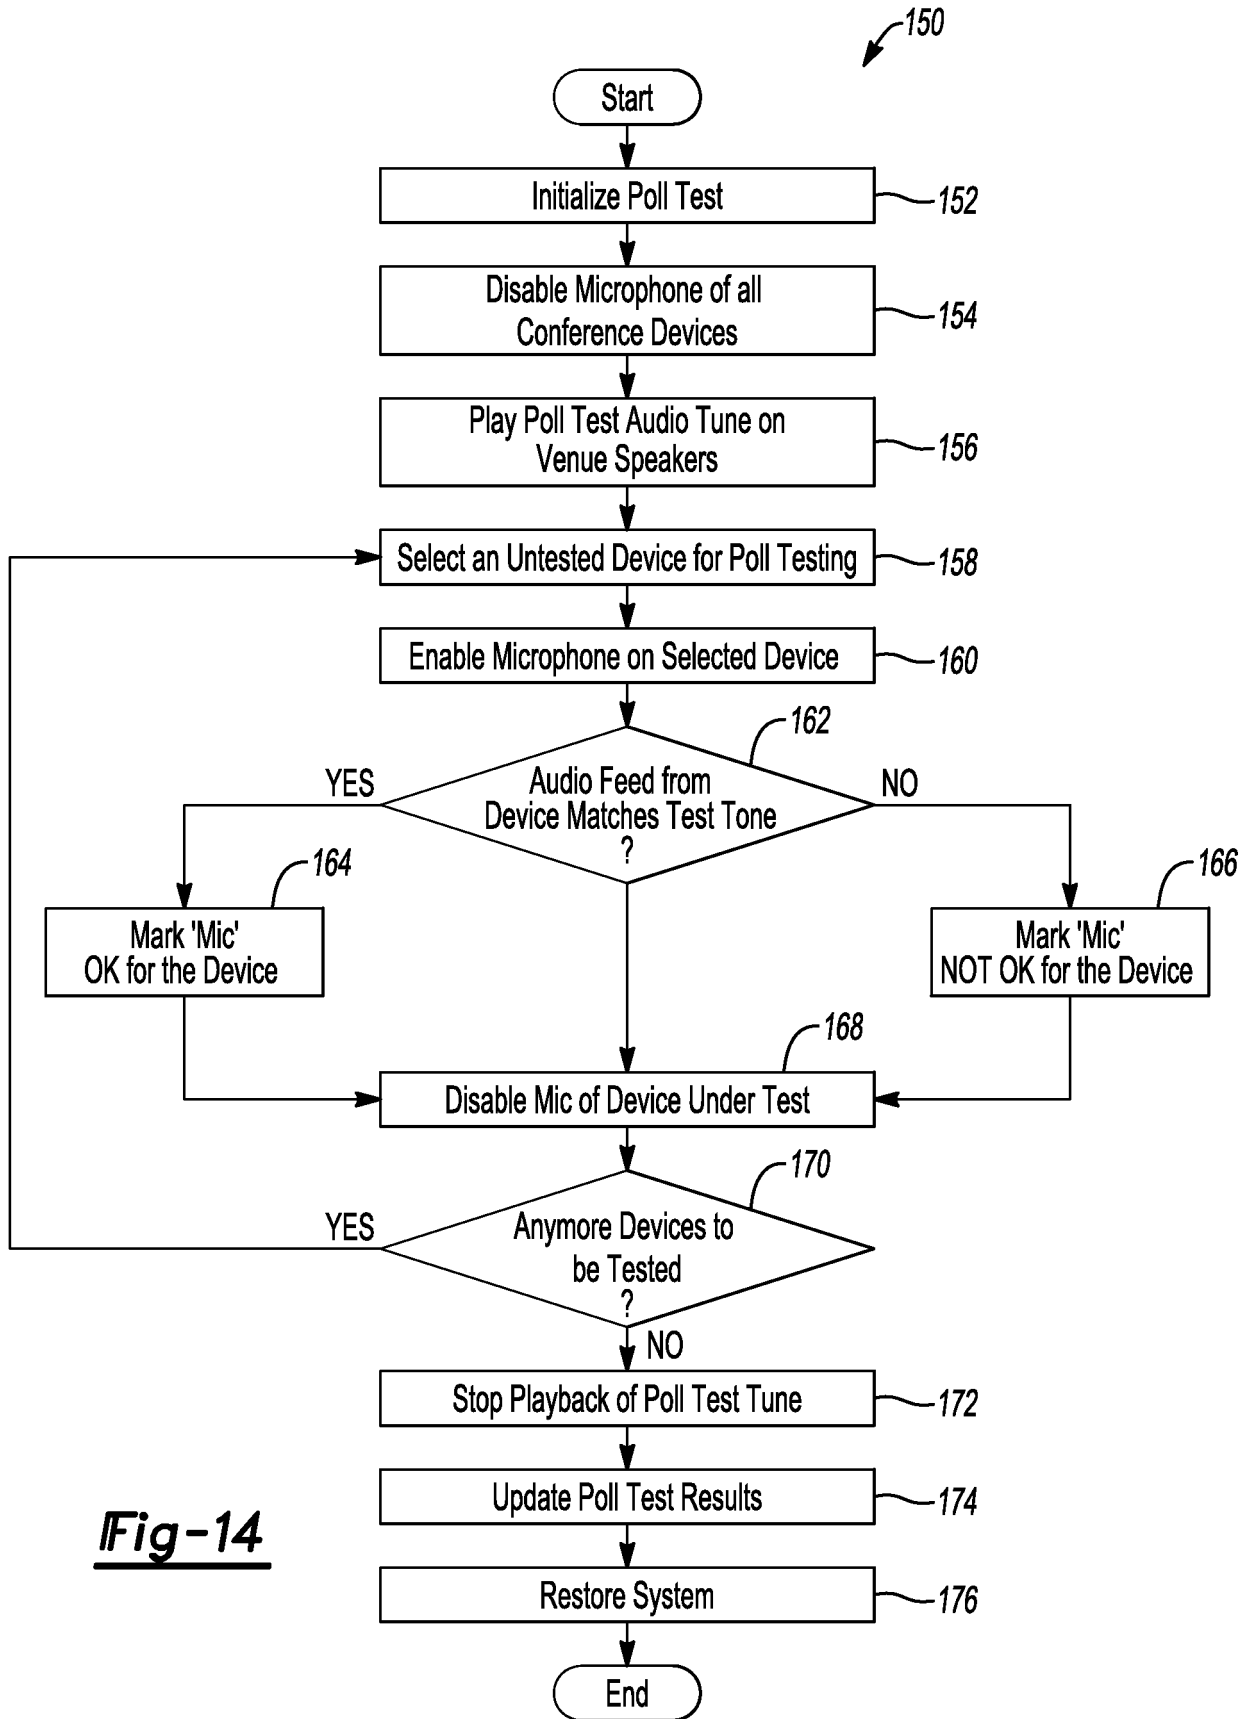 150
Start
Initialize Poll Test
152
Disable Microphone of all
Conference Devices
154
Play Poll Test Audio Tune on
Venue Speakers
156
Select an Untested Device for Poll Testing
158
Enable Microphone on Selected Device
160
162
YES
Audio Feed from
Device Matches Test Tone
?
NO
164
Mark 'Mic'
OK for the Device
166
Mark 'Mic'
NOT OK for the Device
168
Disable Mic of Device Under Test
170
YES
Anymore Devices to
be Tested
?
NO
Stop Playback of Poll Test Tune
172
Update Poll Test Results
174
Restore System
176
End
Fig-14